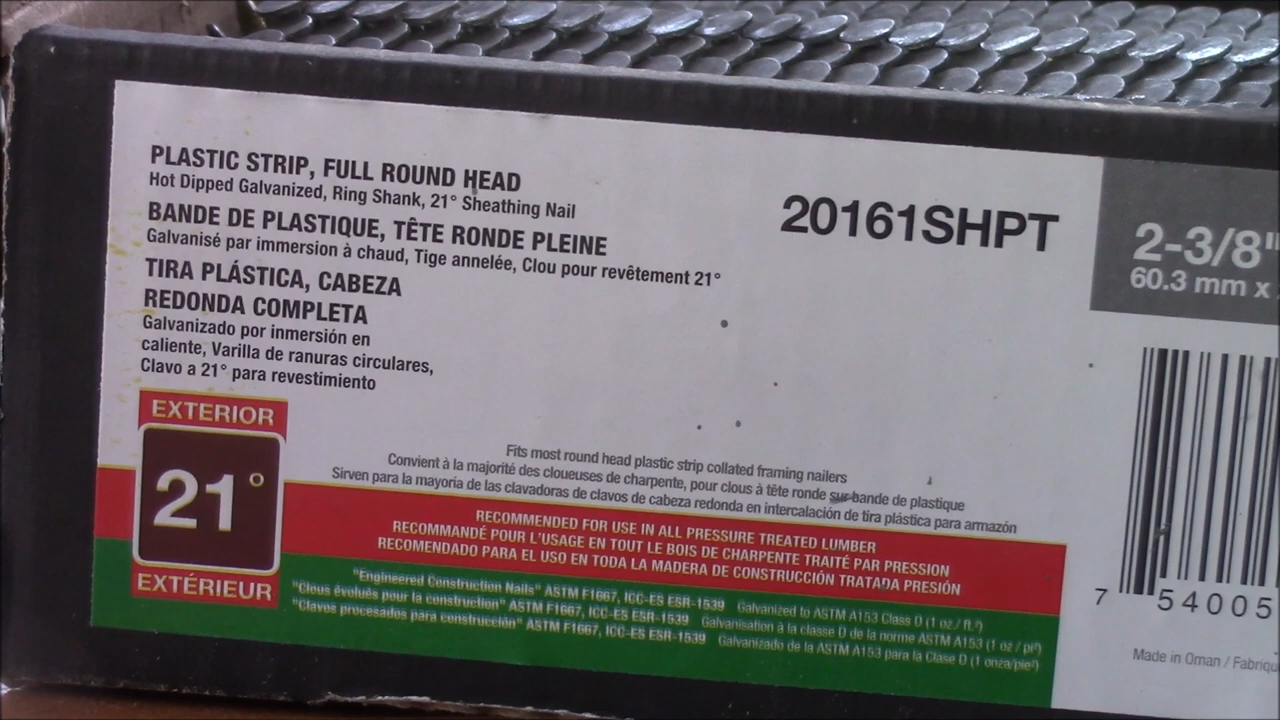 PLASTIC STRIP, FULL ROUND HEAD
Hot Dipped Galvanized, Ring Shank, 21° Sheathing Nail
BANDE DE PLASTIQUE, TÊTE RONDE PLEINE
Galvanisé par immersion à chaud, Tige annelée, Clou pour revêtement 21°
TIRA PLÁSTICA, CABEZA
REDONDA COMPLETA
Galvanizado por inmersión en
caliente, Varilla de ranuras circulares,
Clavo a 21° para revestimiento
20161SHPT
2-3/8"
60.3 mm x
EXTERIOR
21°
EXTÉRIEUR
Fits most round head plastic strip collated framing nailers
Convient à la majorité des cloueuses de charpente, pour clous à tête ronde sur bande de plastique
Sirven para la mayoría de las clavadoras de clavos de cabeza redonda en intercalación de tira plástica para armazón
RECOMMENDED FOR USE IN ALL PRESSURE TREATED LUMBER
RECOMMANDÉ POUR L'USAGE EN TOUT LE BOIS DE CHARPENTE TRAITÉ PAR PRESSION
RECOMENDADO PARA EL USO EN TODA LA MADERA DE CONSTRUCCIÓN TRATADA PRESIÓN
"Engineered Construction Nails" ASTM F1667, ICC-ES ESR-1539 Galvanized to ASTM A153 Class D (1 oz./ ft.²)
"Clous évolués pour la construction" ASTM F1667, ICC-ES ESR-1539 Galvanisation à la classe D de la norme ASTM A153 (1 oz / pi²)
"Clavos procesados para construcción" ASTM F1667, ICC-ES ESR-1539 Galvanizado de la ASTM A153 para la Clase D (1 onza/pie²)
7 54005
Made in Oman / Fabriqu